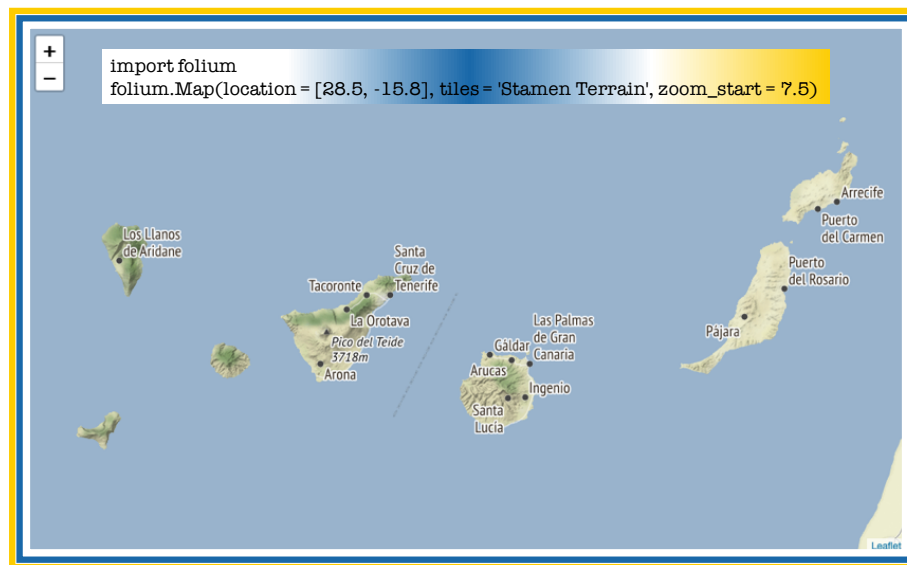 +
−
import folium
folium.Map(location = [28.5, -15.8], tiles = 'Stamen Terrain', zoom_start = 7.5)
Arrecife
Puerto
del Carmen
Los Llanos
de Aridane
Santa
Cruz de
Tenerife
Puerto
del Rosario
Tacoronte
La Orotava
Las Palmas
de Gran
Canaria
Pájara
Pico del Teide
3718m
Gáldar
Arucas
Arona
Ingenio
Santa
Lucía
Leaflet